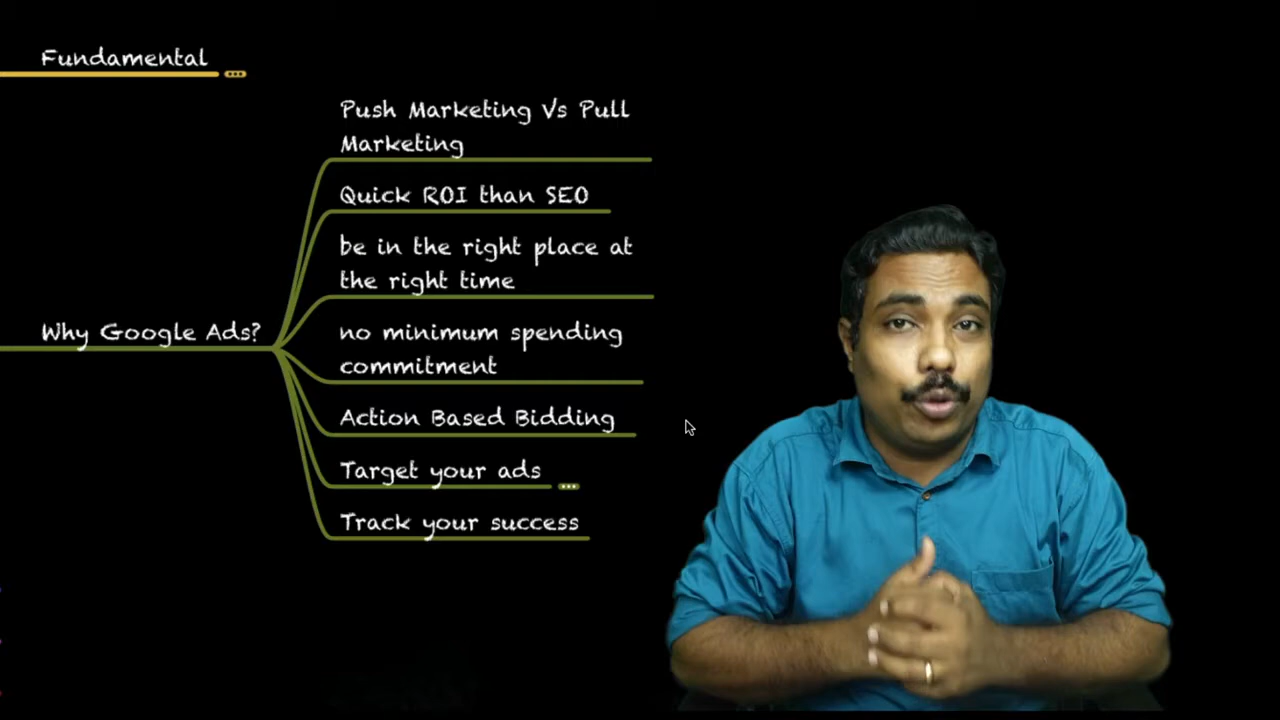 Fundamental
Push Marketing Vs Pull
Marketing
Quick ROI than SEO
be in the right place at
the right time
Why Google Ads?
no minimum spending
commitment
Action Based Bidding
Target your ads
Track your success